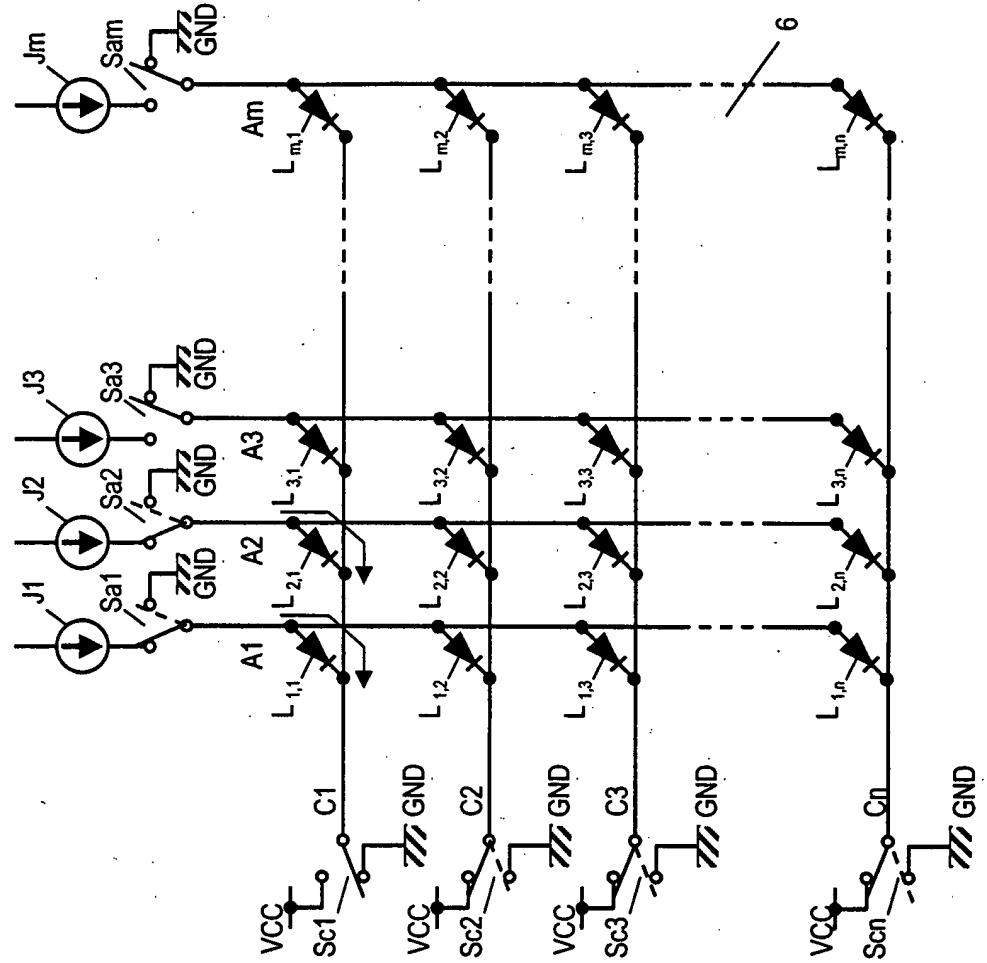 J1
J2
J3
Jm
Sa1
Sa2
Sa3
Sam
GND
GND
GND
GND
A1
A2
A3
Am
L1,1
L2,1
L3,1
Lm,1
VCC
Sc1
C1
GND
L1,2
L2,2
L3,2
Lm,2
VCC
Sc2
C2
GND
L1,3
L2,3
L3,3
Lm,3
VCC
Sc3
C3
GND
6
L1,n
L2,n
L3,n
Lm,n
VCC
Scn
Cn
GND